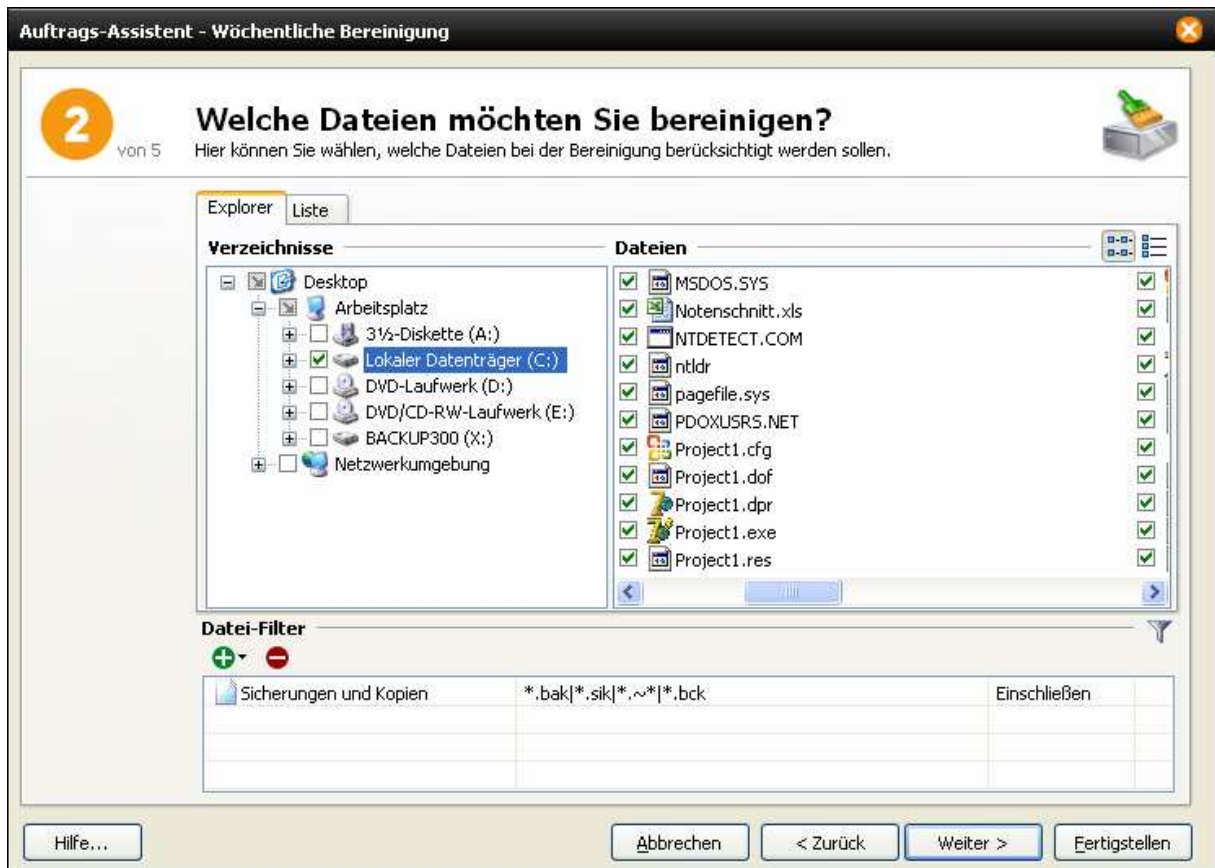 Auftrags-Assistent - Wöchentliche Bereinigung
2
von 5
Welche Dateien möchten Sie bereinigen?
Hier können Sie wählen, welche Dateien bei der Bereinigung berücksichtigt werden sollen.
Explorer
Liste
Verzeichnisse
Desktop
Arbeitsplatz
3½-Diskette (A:)
Lokaler Datenträger (C:)
DVD-Laufwerk (D:)
DVD/CD-RW-Laufwerk (E:)
BACKUP300 (X:)
Netzwerkumgebung
Dateien
MSDOS.SYS
Notenschnitt.xls
NTDETECT.COM
ntldr
pagefile.sys
PDOXUSRS.NET
Project1.cfg
Project1.dof
Project1.dpr
Project1.exe
Project1.res
Datei-Filter
Sicherungen und Kopien *.bak|*.sik|*.~*|*.bck Einschließen
Hilfe...
Abbrechen
< Zurück
Weiter >
Fertigstellen